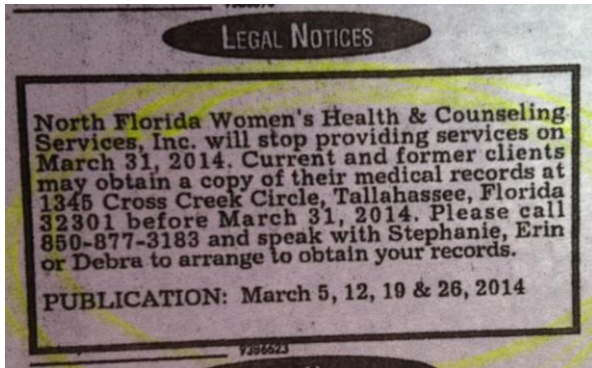 LEGAL NOTICES
North Florida Women's Health & Counseling
Services, Inc. will stop providing services on
March 31, 2014. Current and former clients
may obtain a copy of their medical records at
1345 Cross Creek Circle, Tallahassee, Florida
32301 before March 31, 2014. Please call
850-877-3183 and speak with Stephanie, Erin
or Debra to arrange to obtain your records.
PUBLICATION: March 5, 12, 19 & 26, 2014